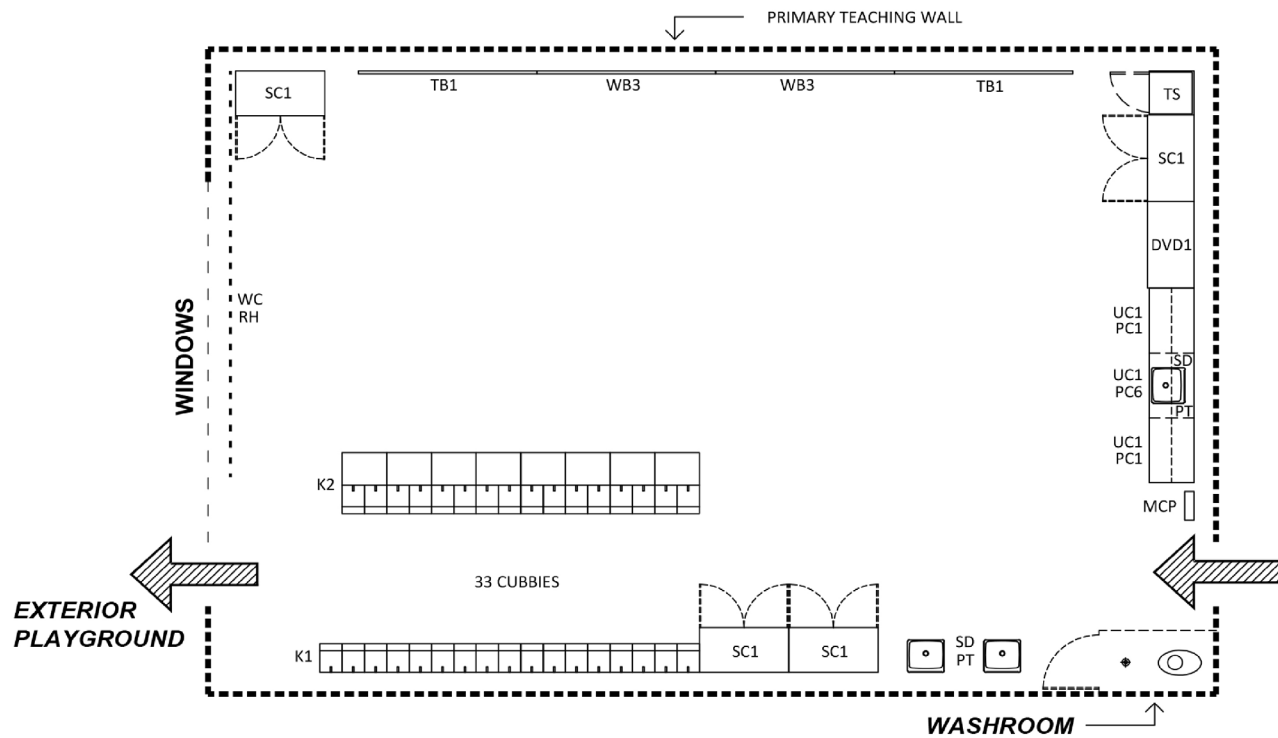 PRIMARY TEACHING WALL
SC1
TB1
WB3
WB3
TB1
TS
SC1
DVD1
WINDOWS
WC
RH
UC1
PC1
SD
UC1
PC6
PT
UC1
PC1
K2
MCP
33 CUBBIES
EXTERIOR
PLAYGROUND
K1
SC1
SC1
SD
PT
WASHROOM